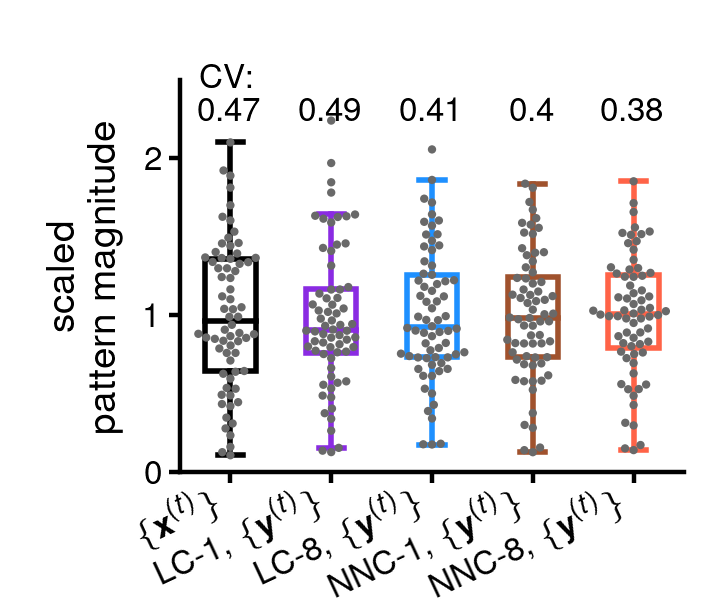 CV:
0.47 0.49 0.41 0.4 0.38
scaled
pattern magnitude
2
1
0
{𝐱⁽ᵗ⁾}
LC-1, {𝐲⁽ᵗ⁾}
LC-8, {𝐲⁽ᵗ⁾}
NNC-1, {𝐲⁽ᵗ⁾}
NNC-8, {𝐲⁽ᵗ⁾}